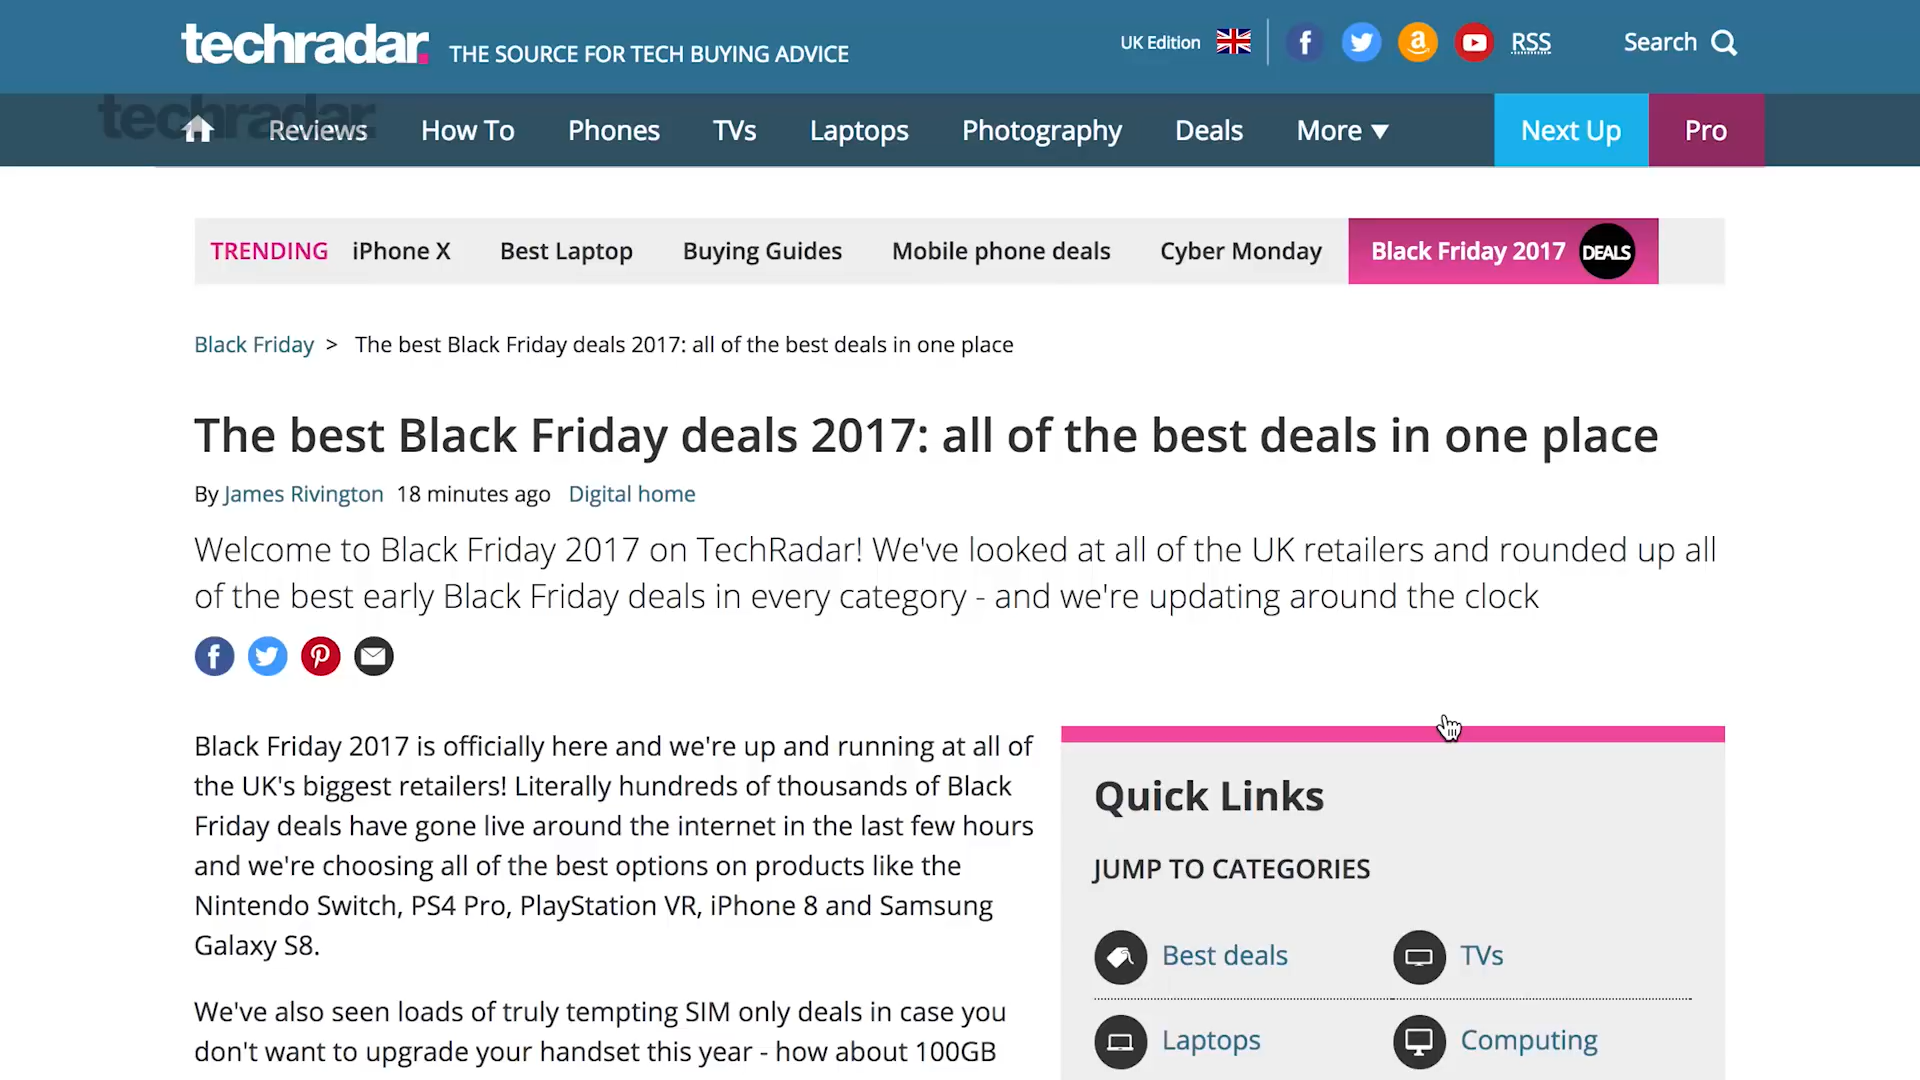 techradar. THE SOURCE FOR TECH BUYING ADVICE UK Edition RSS Search
techradar.
Reviews How To Phones TVs Laptops Photography Deals More ▼ Next Up Pro
TRENDING iPhone X Best Laptop Buying Guides Mobile phone deals Cyber Monday Black Friday 2017 DEALS
Black Friday > The best Black Friday deals 2017: all of the best deals in one place
The best Black Friday deals 2017: all of the best deals in one place
By James Rivington 18 minutes ago Digital home
Welcome to Black Friday 2017 on TechRadar! We've looked at all of the UK retailers and rounded up all
of the best early Black Friday deals in every category - and we're updating around the clock
Black Friday 2017 is officially here and we're up and running at all of
the UK's biggest retailers! Literally hundreds of thousands of Black
Friday deals have gone live around the internet in the last few hours
and we're choosing all of the best options on products like the
Nintendo Switch, PS4 Pro, PlayStation VR, iPhone 8 and Samsung
Galaxy S8.
We've also seen loads of truly tempting SIM only deals in case you
don't want to upgrade your handset this year - how about 100GB
Quick Links
JUMP TO CATEGORIES
Best deals TVs
Laptops Computing